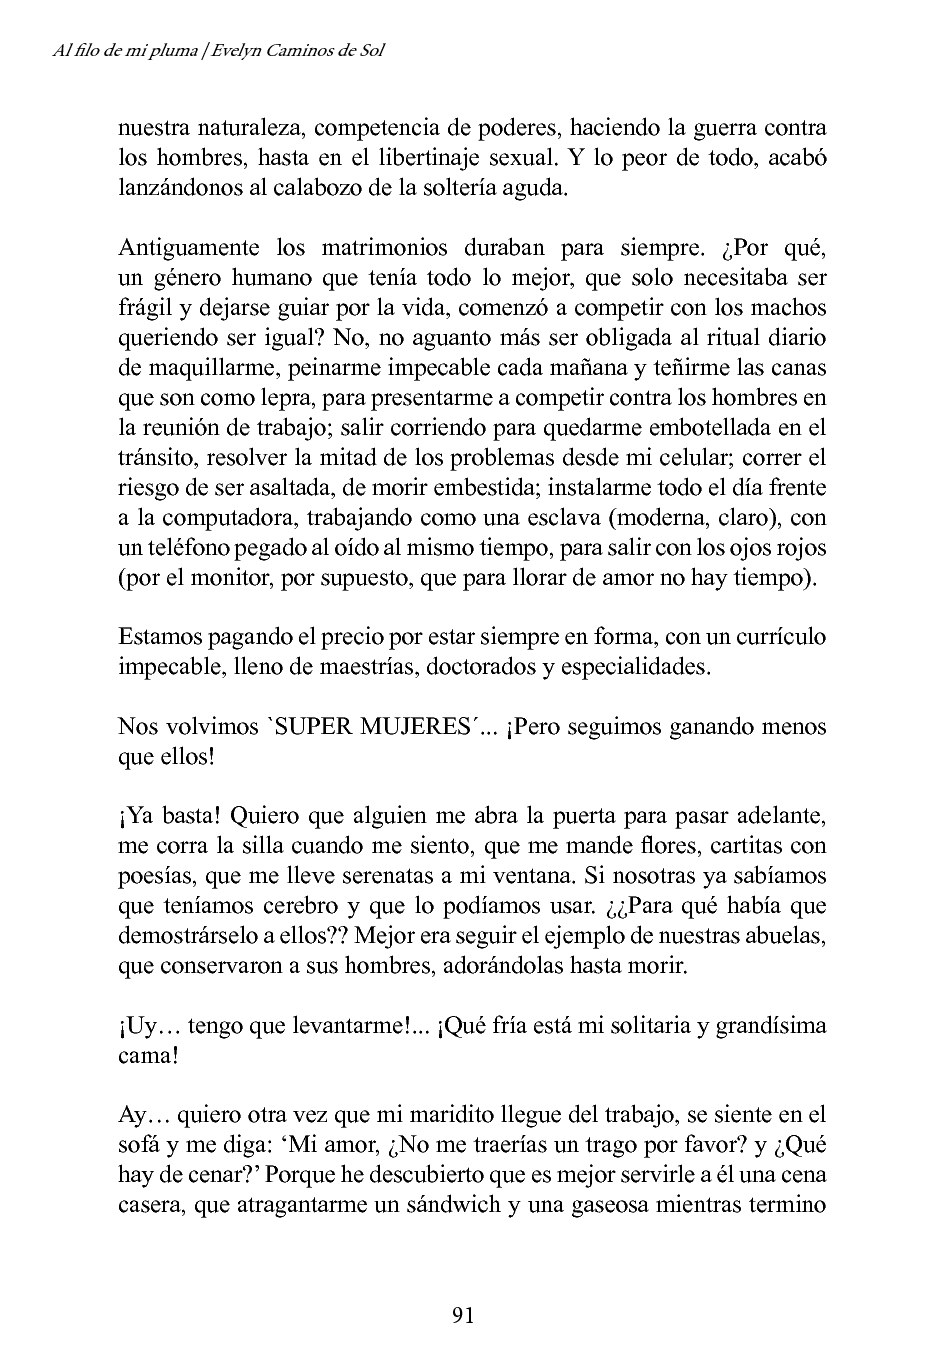 Al filo de mi pluma / Evelyn Caminos de Sol
nuestra naturaleza, competencia de poderes, haciendo la guerra contra
los hombres, hasta en el libertinaje sexual. Y lo peor de todo, acabó
lanzándonos al calabozo de la soltería aguda.
Antiguamente los matrimonios duraban para siempre. ¿Por qué,
un género humano que tenía todo lo mejor, que solo necesitaba ser
frágil y dejarse guiar por la vida, comenzó a competir con los machos
queriendo ser igual? No, no aguanto más ser obligada al ritual diario
de maquillarme, peinarme impecable cada mañana y teñirme las canas
que son como lepra, para presentarme a competir contra los hombres en
la reunión de trabajo; salir corriendo para quedarme embotellada en el
tránsito, resolver la mitad de los problemas desde mi celular; correr el
riesgo de ser asaltada, de morir embestida; instalarme todo el día frente
a la computadora, trabajando como una esclava (moderna, claro), con
un teléfono pegado al oído al mismo tiempo, para salir con los ojos rojos
(por el monitor, por supuesto, que para llorar de amor no hay tiempo).
Estamos pagando el precio por estar siempre en forma, con un currículo
impecable, lleno de maestrías, doctorados y especialidades.
Nos volvimos `SUPER MUJERES´... ¡Pero seguimos ganando menos
que ellos!
¡Ya basta! Quiero que alguien me abra la puerta para pasar adelante,
me corra la silla cuando me siento, que me mande flores, cartitas con
poesías, que me lleve serenatas a mi ventana. Si nosotras ya sabíamos
que teníamos cerebro y que lo podíamos usar. ¿¿Para qué había que
demostrárselo a ellos?? Mejor era seguir el ejemplo de nuestras abuelas,
que conservaron a sus hombres, adorándolas hasta morir.
¡Uy… tengo que levantarme!... ¡Qué fría está mi solitaria y grandísima
cama!
Ay… quiero otra vez que mi maridito llegue del trabajo, se siente en el
sofá y me diga: ‘Mi amor, ¿No me traerías un trago por favor? y ¿Qué
hay de cenar?’ Porque he descubierto que es mejor servirle a él una cena
casera, que atragantarme un sándwich y una gaseosa mientras termino
91